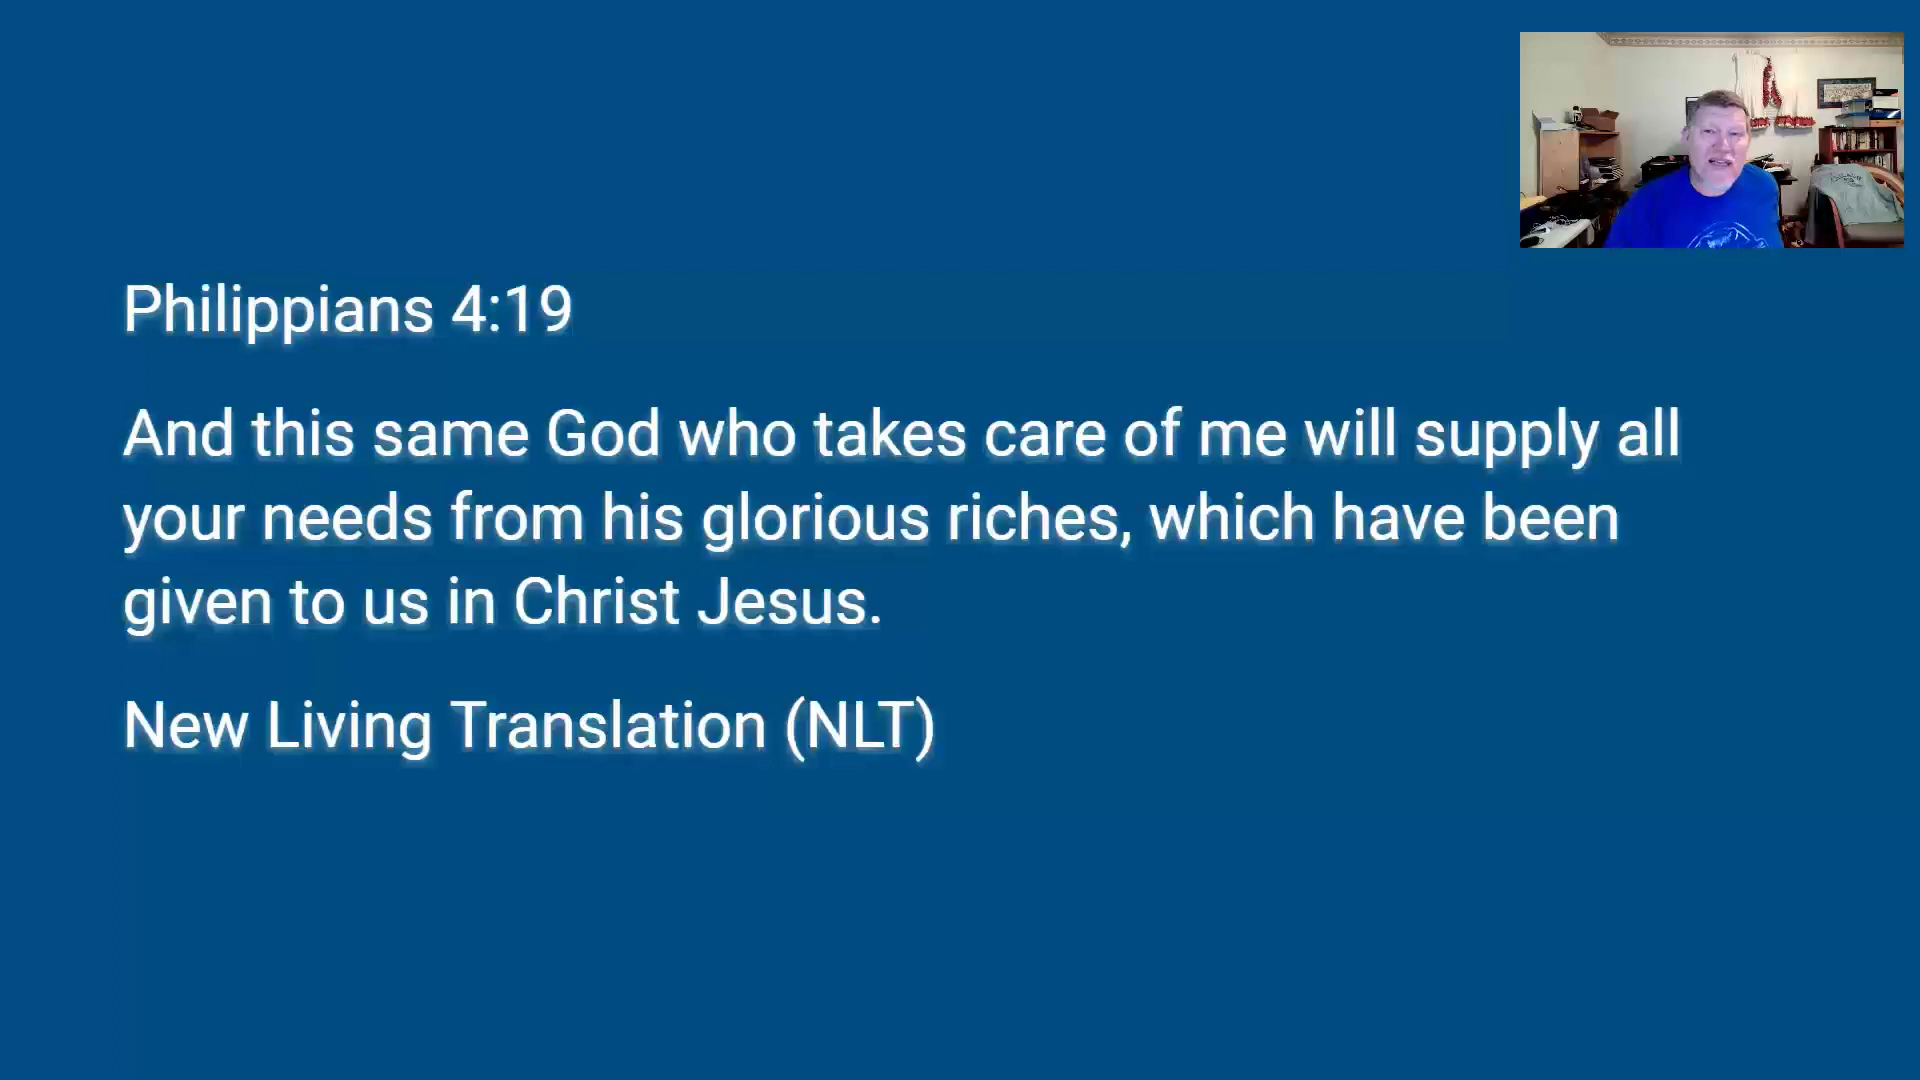 Philippians 4:19
And this same God who takes care of me will supply all
your needs from his glorious riches, which have been
given to us in Christ Jesus.
New Living Translation (NLT)